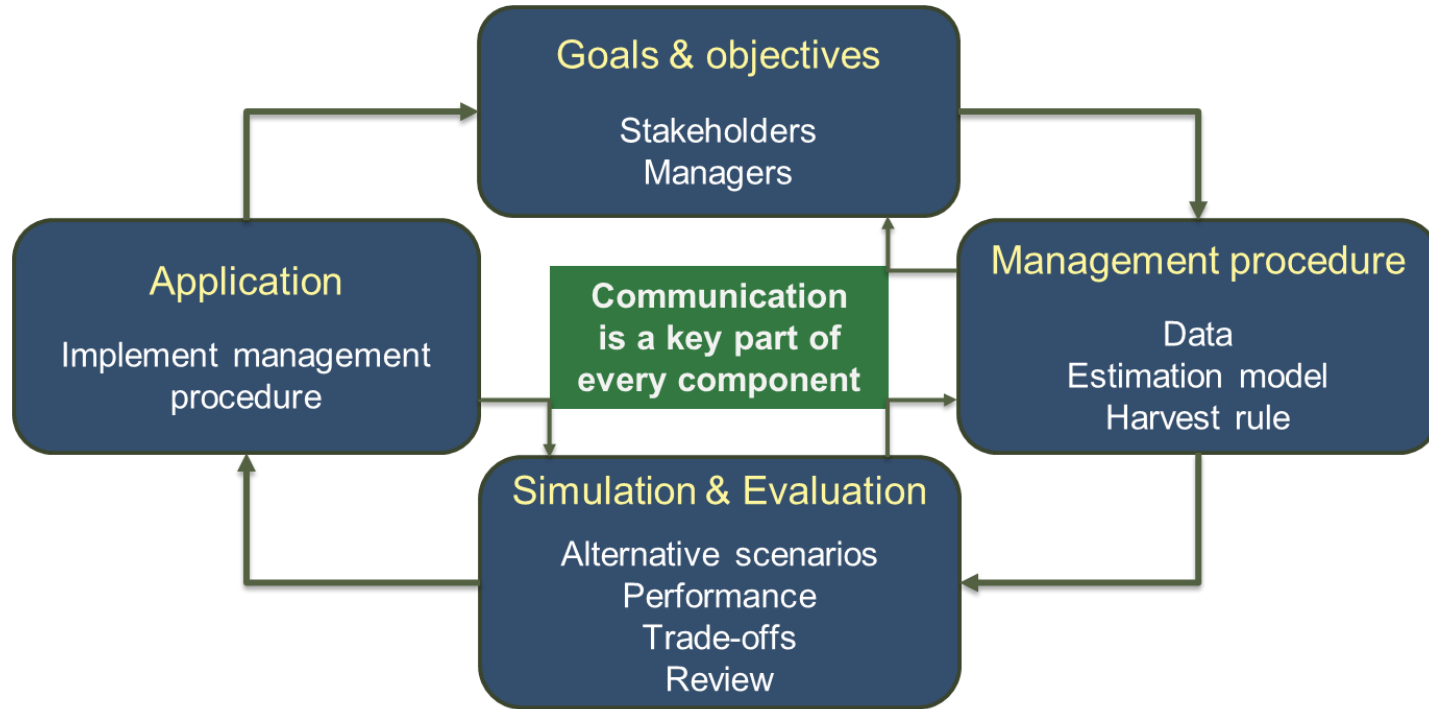 Goals & objectives
Stakeholders
Managers
Application
Implement management
procedure
Communication
is a key part of
every component
Management procedure
Data
Estimation model
Harvest rule
Simulation & Evaluation
Alternative scenarios
Performance
Trade-offs
Review